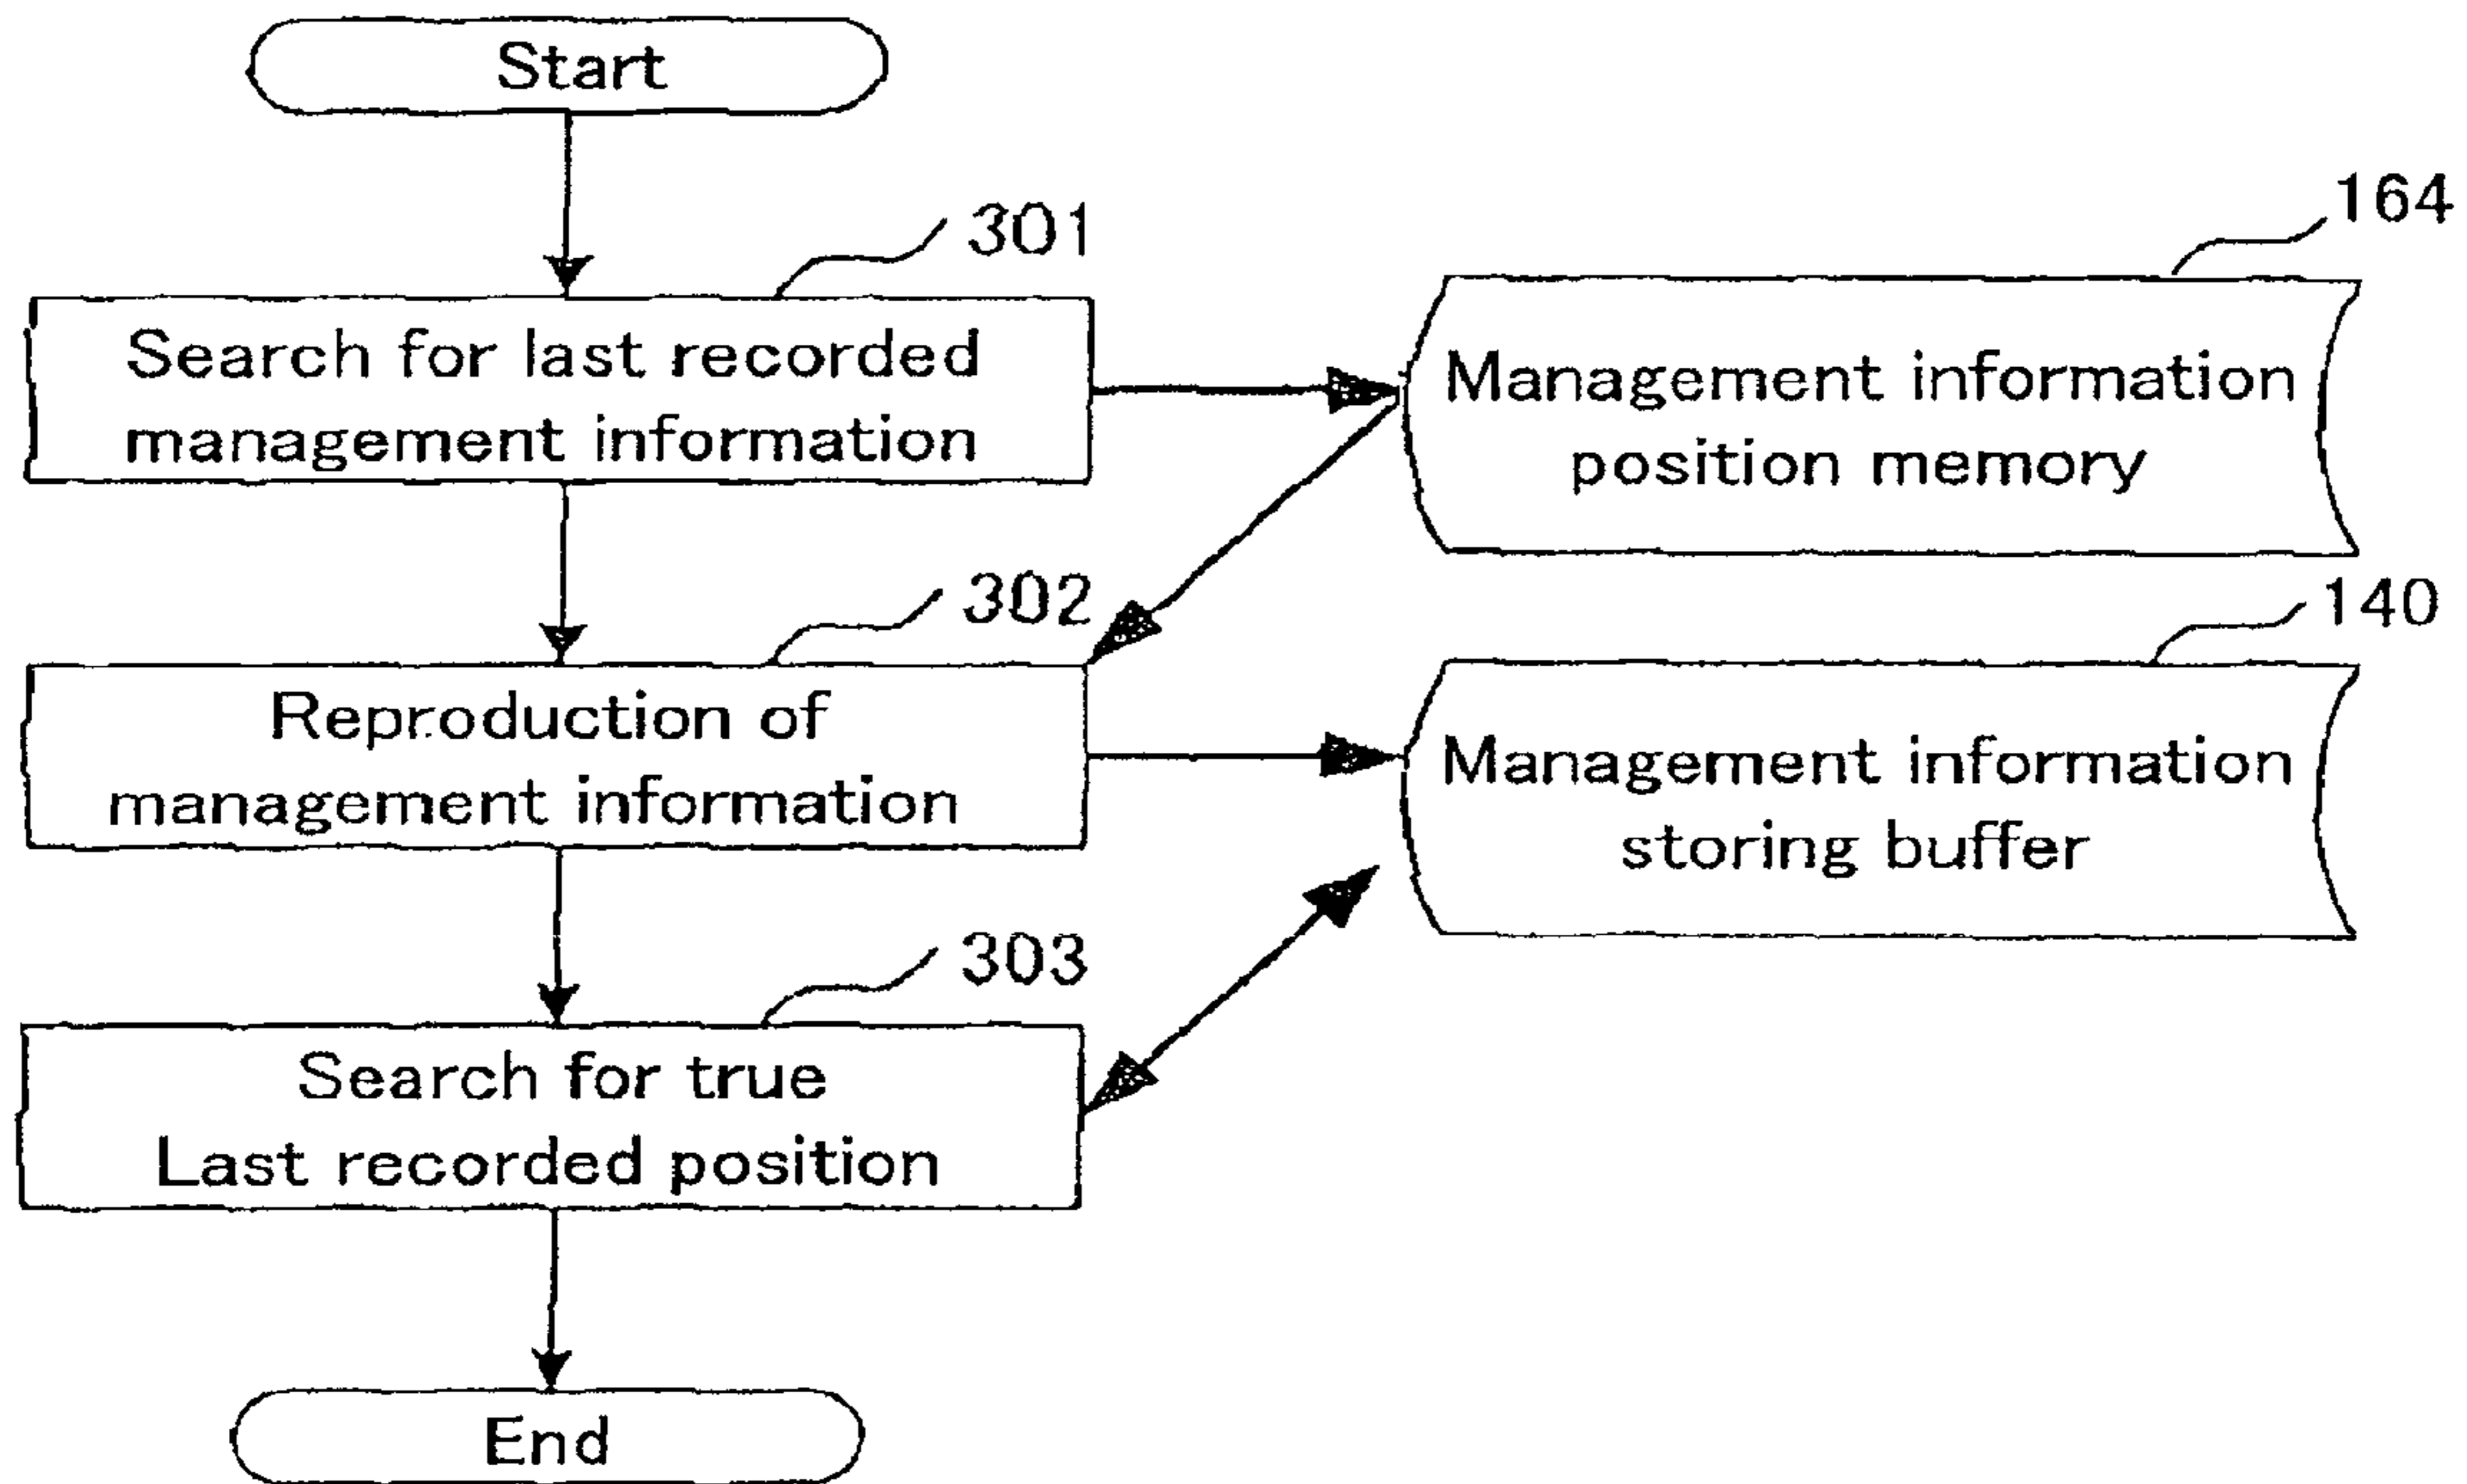 Start
301
Search for last recorded
management information
164
Management information
position memory
302
Reproduction of
management information
140
Management information
storing buffer
303
Search for true
Last recorded position
End